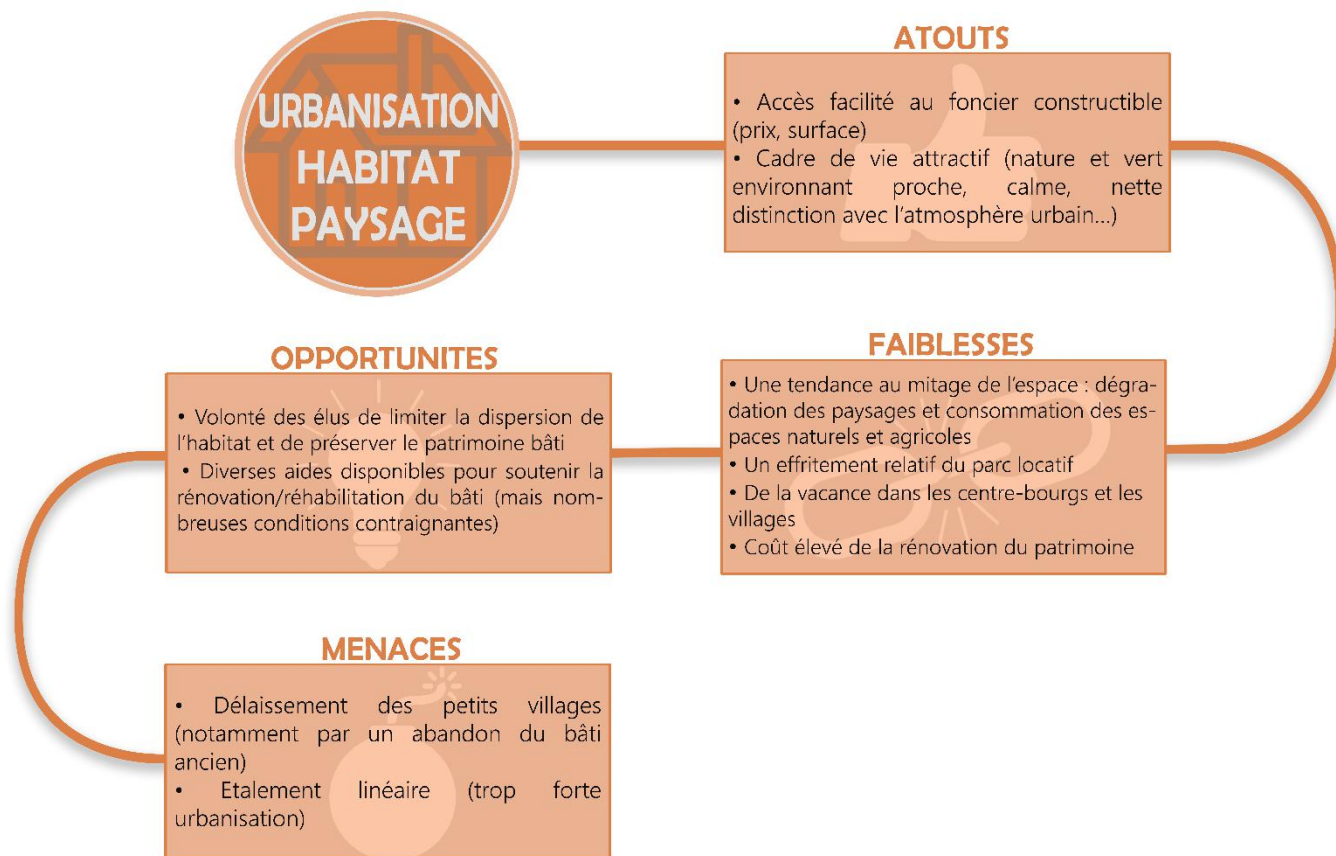 URBANISATION
HABITAT
PAYSAGE
ATOUTS
• Accès facilité au foncier constructible
(prix, surface)
• Cadre de vie attractif (nature et vert
environnant proche, calme, nette
distinction avec l'atmosphère urbain...)
FAIBLESSES
• Une tendance au mitage de l'espace : dégra-
dation des paysages et consommation des es-
paces naturels et agricoles
• Un effritement relatif du parc locatif
• De la vacance dans les centre-bourgs et les
villages
• Coût élevé de la rénovation du patrimoine
OPPORTUNITES
• Volonté des élus de limiter la dispersion de
l'habitat et de préserver le patrimoine bâti
• Diverses aides disponibles pour soutenir la
rénovation/réhabilitation du bâti (mais nom-
breuses conditions contraignantes)
MENACES
• Délaissement des petits villages
(notamment par un abandon du bâti
ancien)
• Etalement linéaire (trop forte
urbanisation)